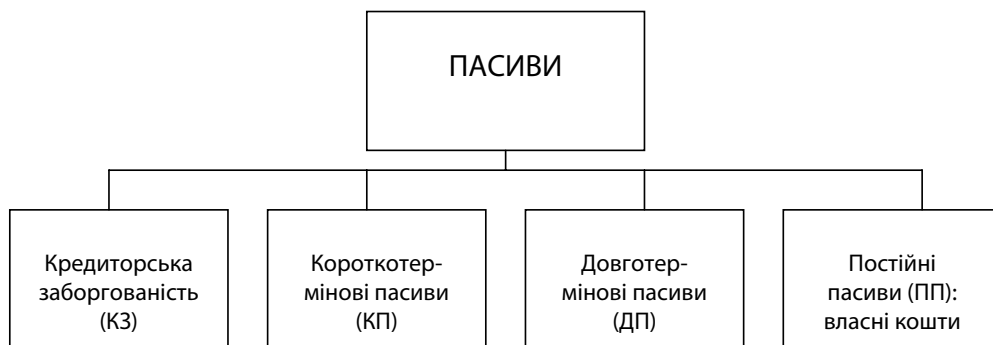 ПАСИВИ
Кредиторська
заборгованість
(КЗ)
Короткотер-
мінові пасиви
(КП)
Довготер-
мінові пасиви
(ДП)
Постійні
пасиви (ПП):
власні кошти